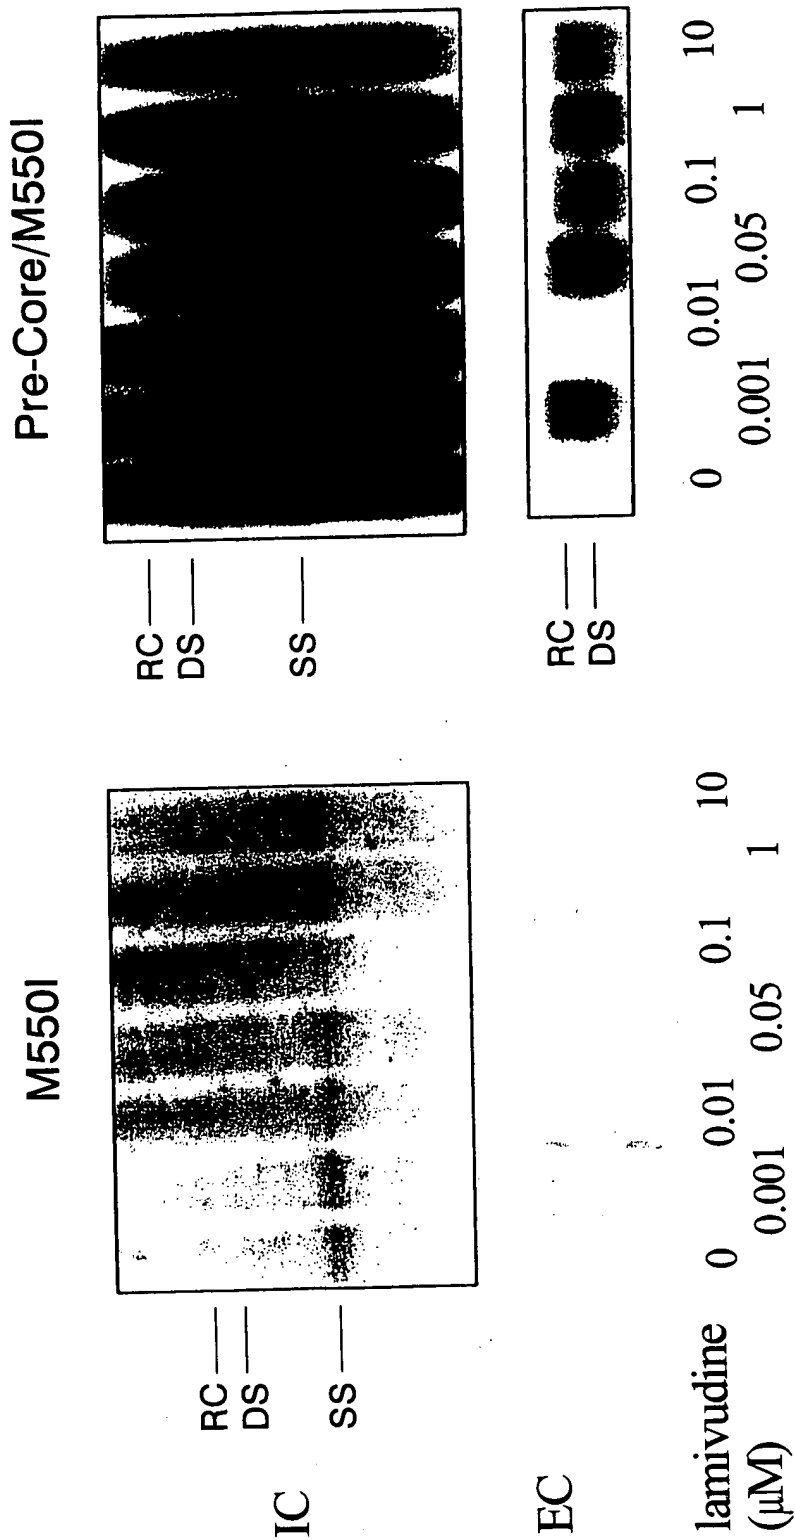 M550I
Pre-Core/M550I
IC
RC
DS
SS
RC
DS
SS
EC
RC
DS
lamivudine
(μM)
0 0.001 0.01 0.05 0.1 1 10
0 0.001 0.01 0.05 0.1 1 10